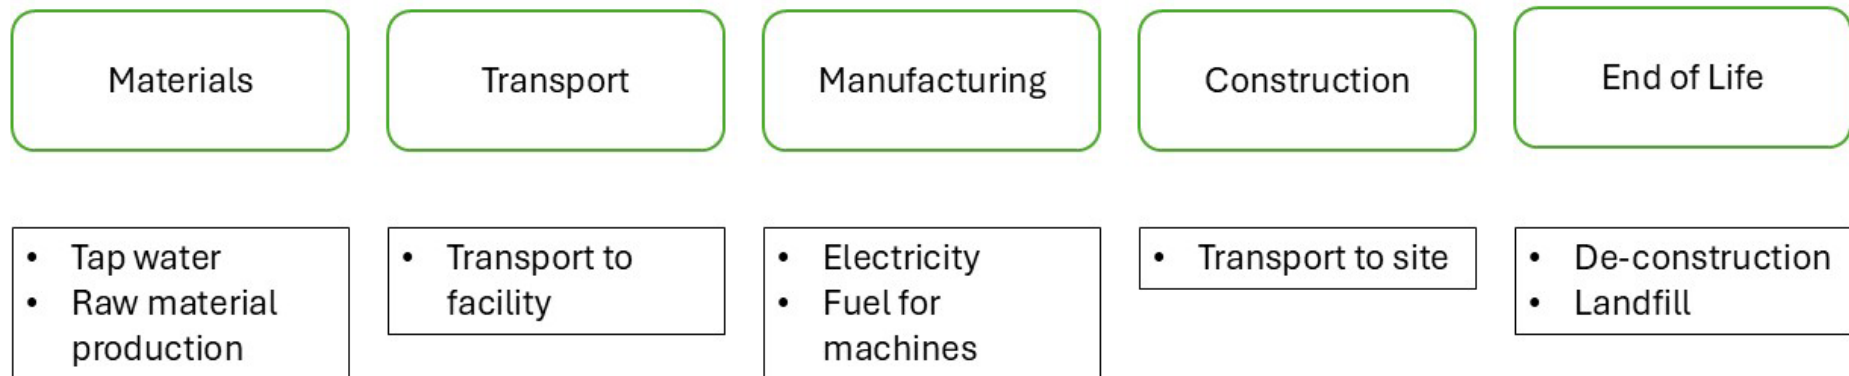 Materials
Transport
Manufacturing
Construction
End of Life
• Tap water
• Raw material
production
• Transport to
facility
• Electricity
• Fuel for
machines
• Transport to site
• De-construction
• Landfill